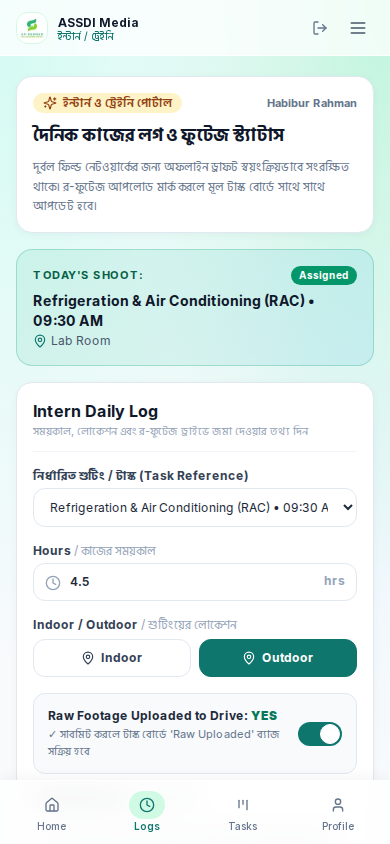 ASSDI Media
ইন্টার্ন / ট্রেইনি
ইন্টার্ন ও ট্রেইনি পোর্টাল
Habibur Rahman
দৈনিক কাজের লগ ও ফুটেজ স্ট্যাটাস
দুর্বল ফিল্ড নেটওয়ার্কের জন্য অফলাইন ড্রাফট স্বয়ংক্রিয়ভাবে সংরক্ষিত
থাকে। র-ফুটেজ আপলোড মার্ক করলে মূল টাস্ক বোর্ডে সাথে সাথে
আপডেট হবে।
TODAY'S SHOOT:
Assigned
Refrigeration & Air Conditioning (RAC) •
09:30 AM
Lab Room
Intern Daily Log
সময়কাল, লোকেশন এবং র-ফুটেজ ড্রাইভে জমা দেওয়ার তথ্য দিন
নির্ধারিত শুটিং / টাস্ক (Task Reference)
Refrigeration & Air Conditioning (RAC) • 09:30 A
Hours / কাজের সময়কাল
4.5
hrs
Indoor / Outdoor / শুটিংয়ের লোকেশন
Indoor
Outdoor
Raw Footage Uploaded to Drive: YES
✓ সাবমিট করলে টাস্ক বোর্ডে 'Raw Uploaded' ব্যাজ
সক্রিয় হবে
Home
Logs
Tasks
Profile